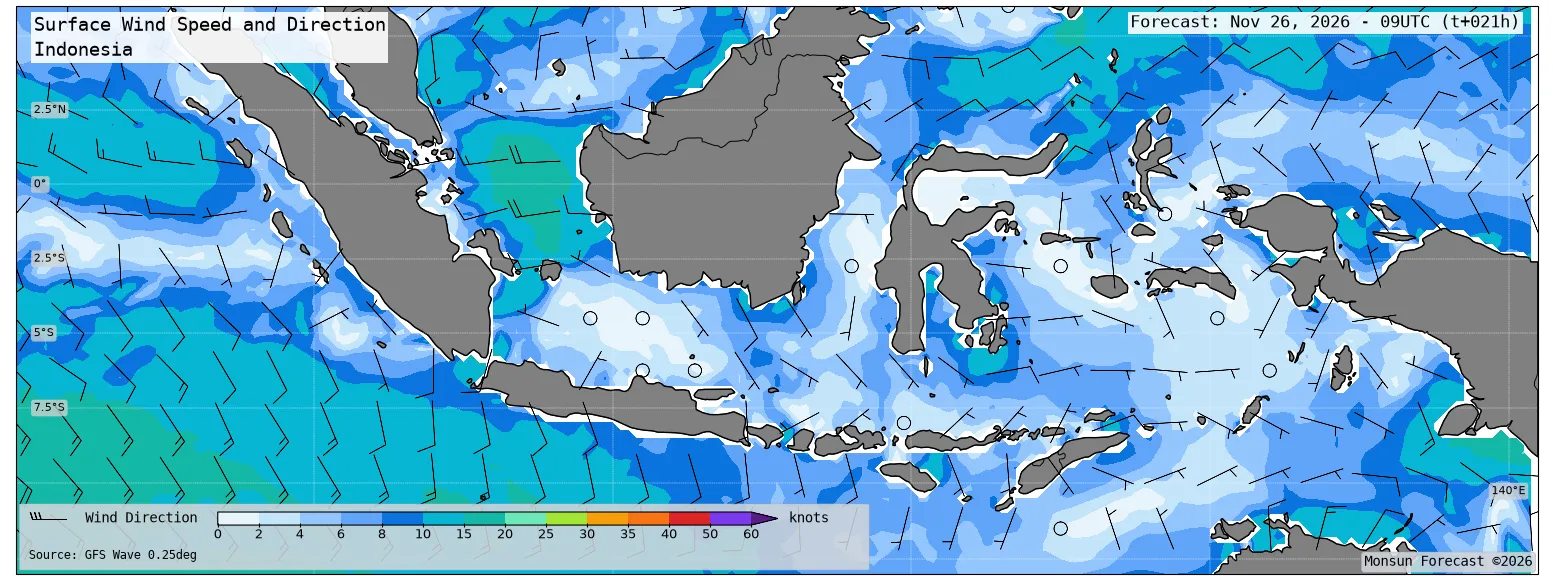 Surface Wind Speed and Direction
Indonesia
Forecast: Nov 26, 2026 - 09UTC (t+021h)
2.5°N
0°
2.5°S
5°S
7.5°S
140°E
Wind Direction
0 2 4 6 8 10 15 20 25 30 35 40 50 60 knots
Source: GFS Wave 0.25deg
Monsun Forecast ©2026